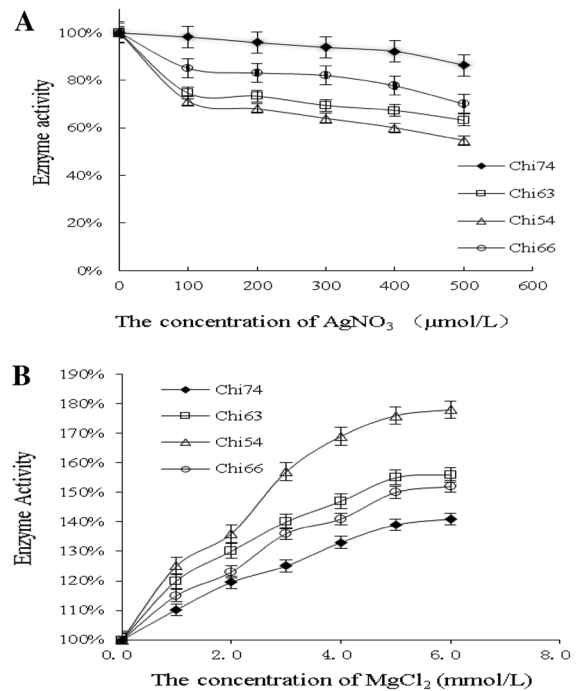 A
100%
80%
60%
40%
20%
0%
Eznyme activity
Chi74
Chi63
Chi54
Chi66
0 100 200 300 400 500 600
The concentration of AgNO₃ （μmol/L）
B
190%
180%
170%
160%
150%
140%
130%
120%
110%
100%
Enzyme Activity
Chi74
Chi63
Chi54
Chi66
0.0 2.0 4.0 6.0 8.0
The concentration of MgCl₂ (mmol/L)